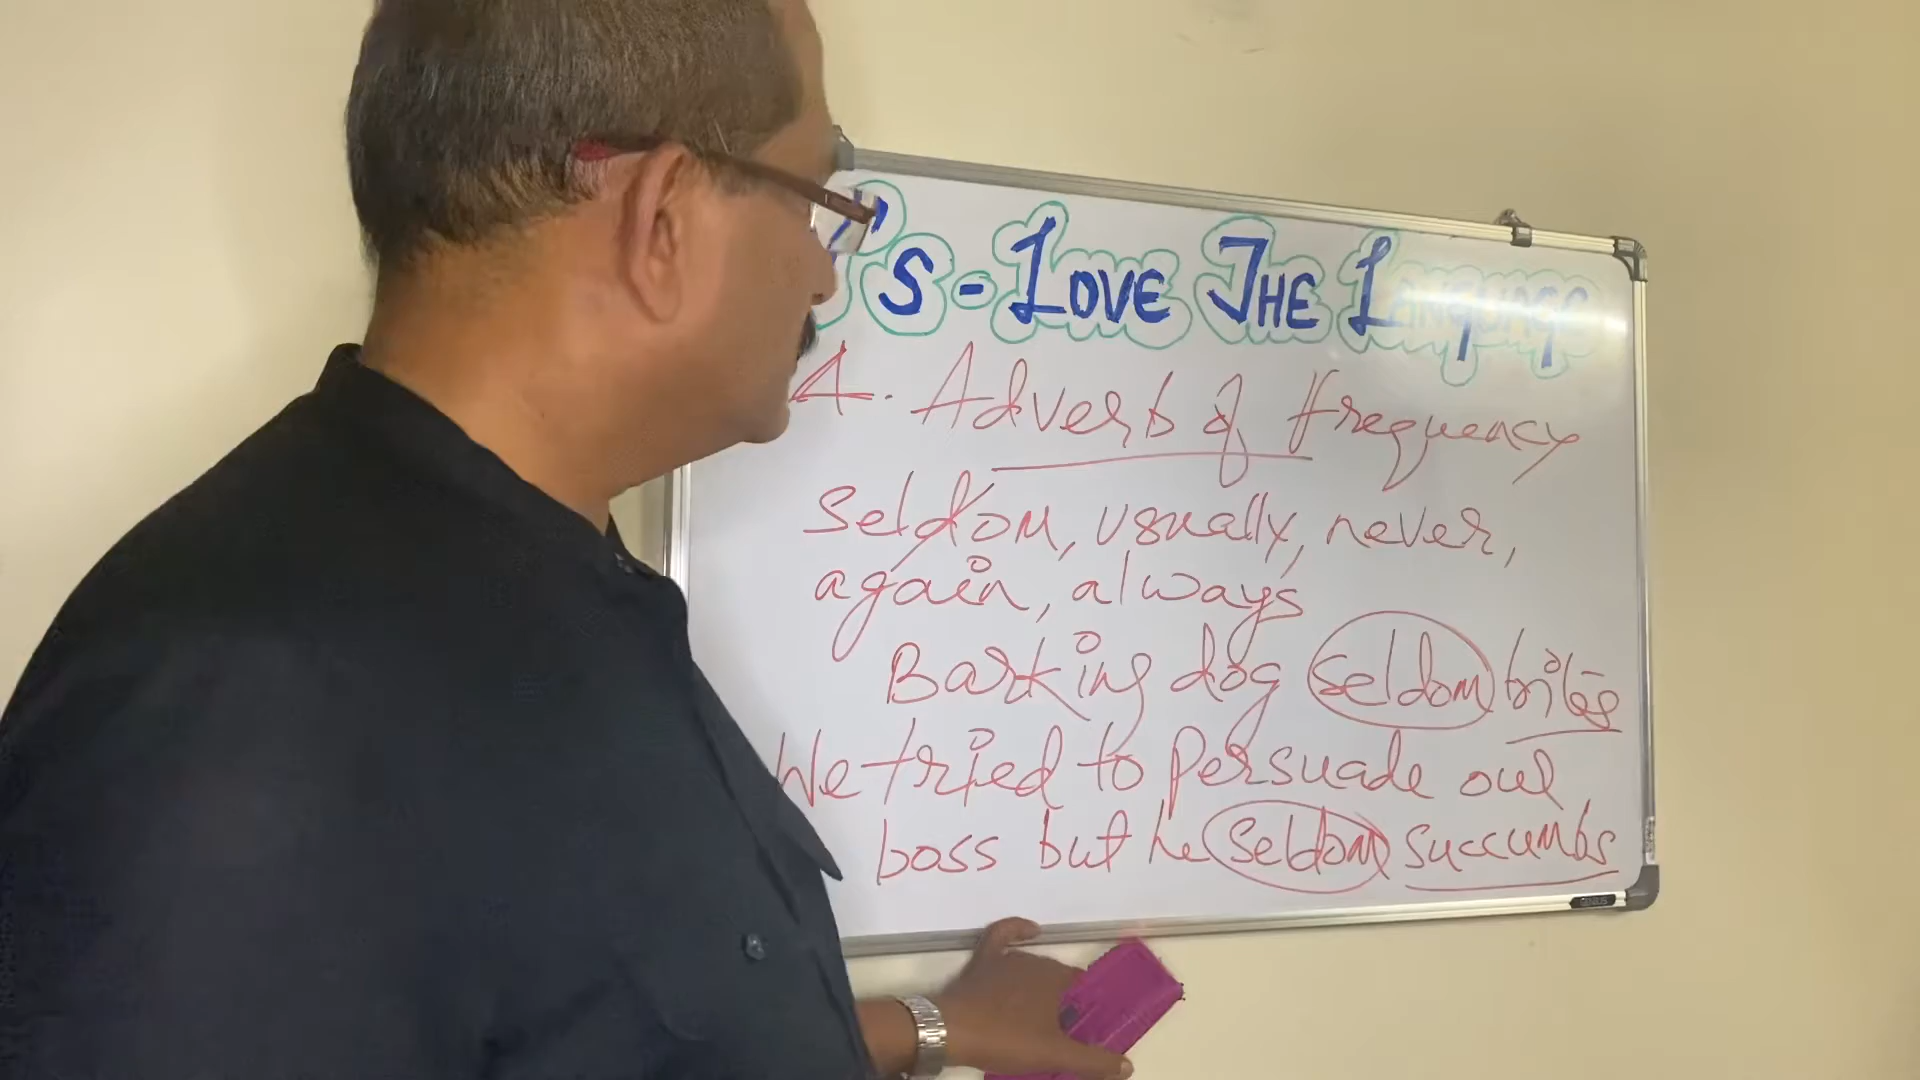 'S - LOVE THE LANGUAGE
4. Adverb of frequency
Seldom, usually, never,
again, always
Barking dog seldom bites
We tried to persuade our
boss but he seldom succumbs